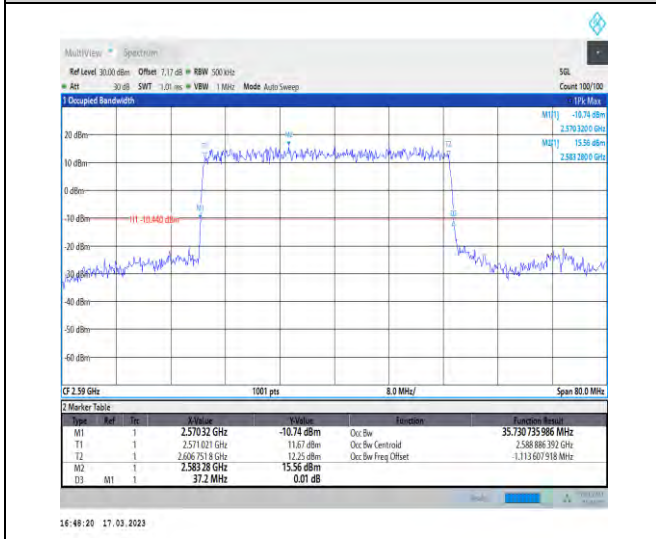 MultiView Spectrum
Ref Level 30.00 dBm Offset 7.17 dB RBW 500 kHz SGL
Att 30 dB SWT 1.01 ms VBW 1 MHz Mode Auto Sweep Count 100/100
1 Occupied Bandwidth 1Pk Max
M1[1] -10.74 dBm
2.570 320 0 GHz
M2[1] 15.56 dBm
2.583 280 0 GHz
20 dBm
10 dBm
0 dBm
-10 dBm
H1 -10.440 dBm
-20 dBm
-30 dBm
-40 dBm
-50 dBm
-60 dBm
T1
M2
T2
M1
D3
CF 2.59 GHz 1001 pts 8.0 MHz/ Span 80.0 MHz
2 Marker Table
Type Ref Trc X-Value Y-Value Function Function Result
M1 1 2.570 32 GHz -10.74 dBm Occ Bw 35.730 735 986 MHz
T1 1 2.571 021 GHz 11.67 dBm Occ Bw Centroid 2.588 886 392 GHz
T2 1 2.606 751 8 GHz 12.25 dBm Occ Bw Freq Offset -1.113 607 918 MHz
M2 1 2.583 28 GHz 15.56 dBm
D3 M1 1 37.2 MHz 0.01 dB
16:48:20 17.03.2023